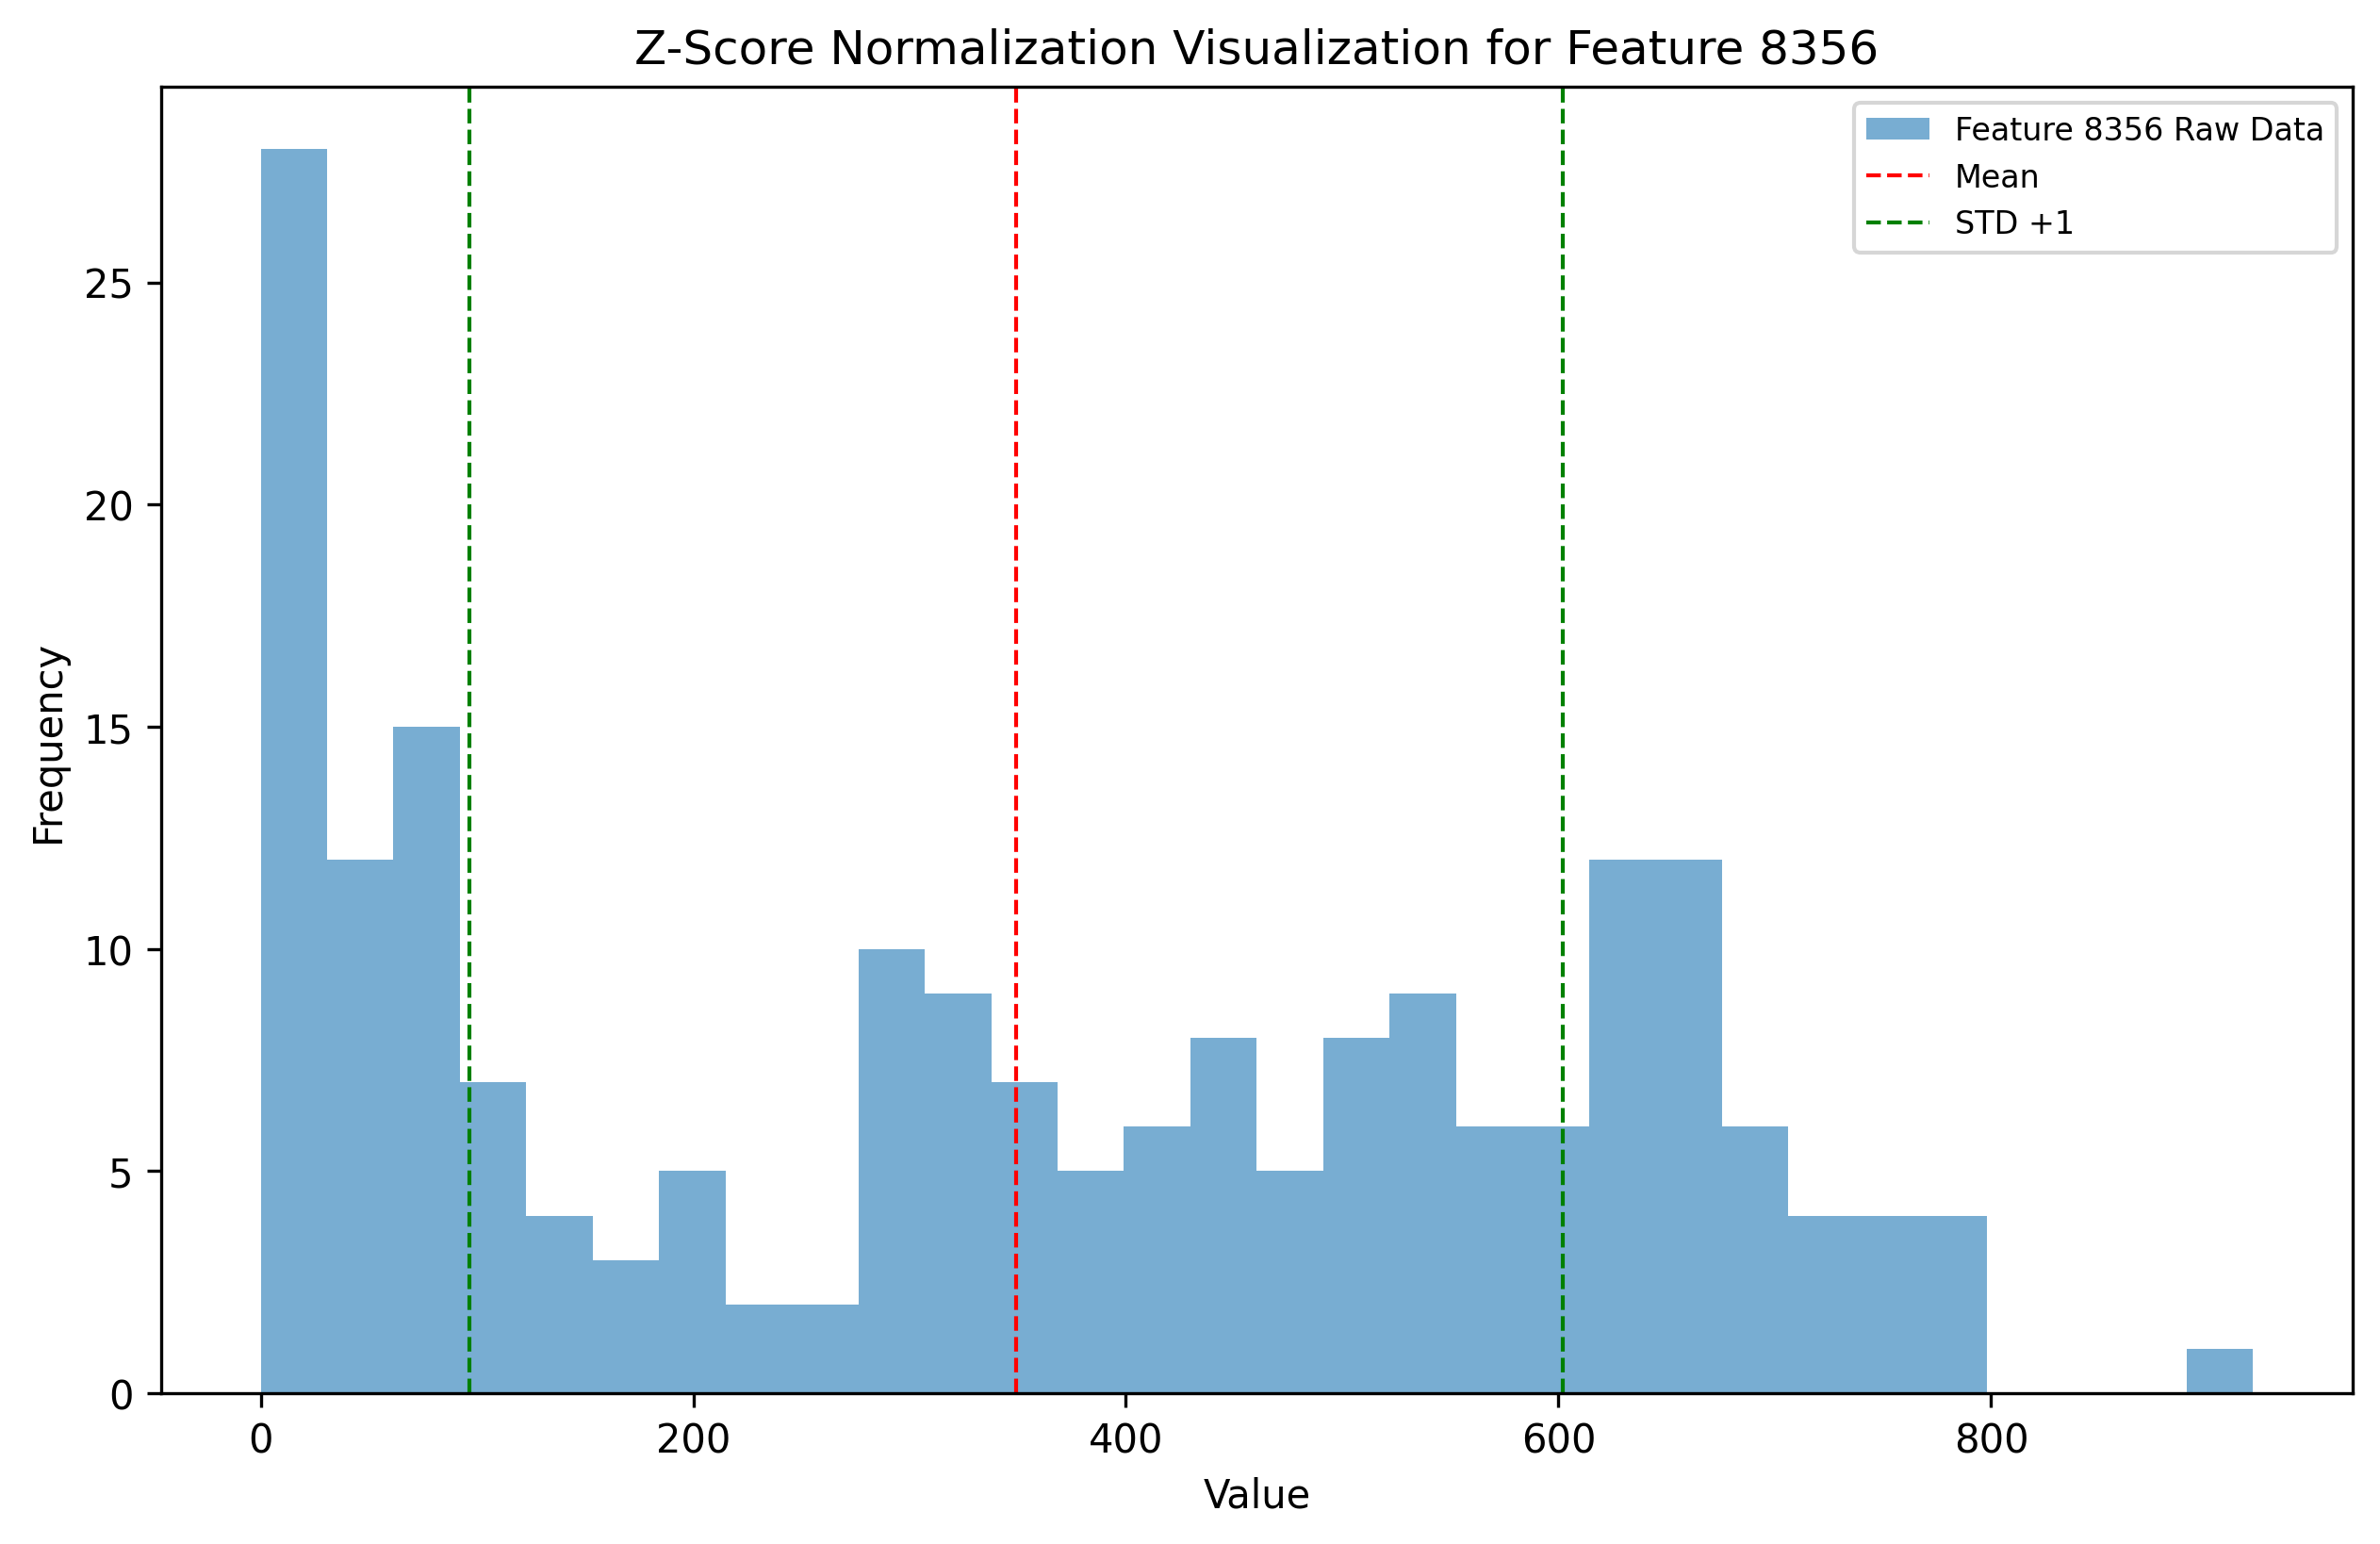 Z-Score Normalization Visualization for Feature 8356
Feature 8356 Raw Data
Mean
STD +1
Frequency
25
20
15
10
5
0
0 200 400 600 800
Value